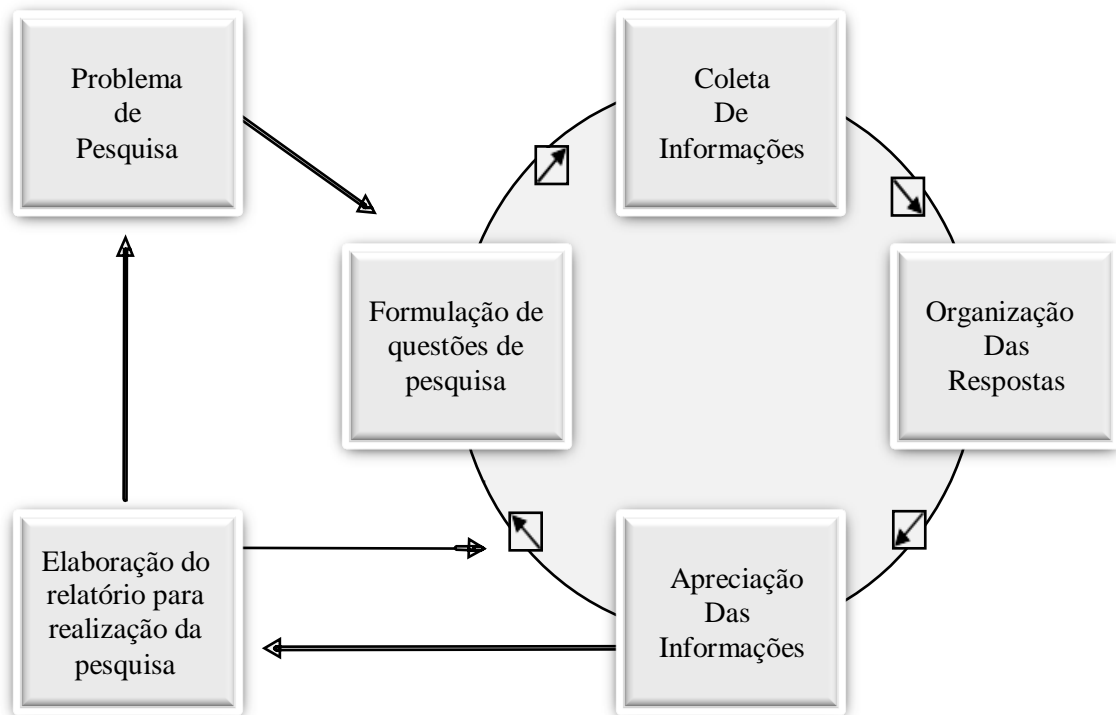 Problema
de
Pesquisa
Coleta
De
Informações
Formulação de
questões de
pesquisa
Organização
Das
Respostas
Elaboração do
relatório para
realização da
pesquisa
Apreciação
Das
Informações